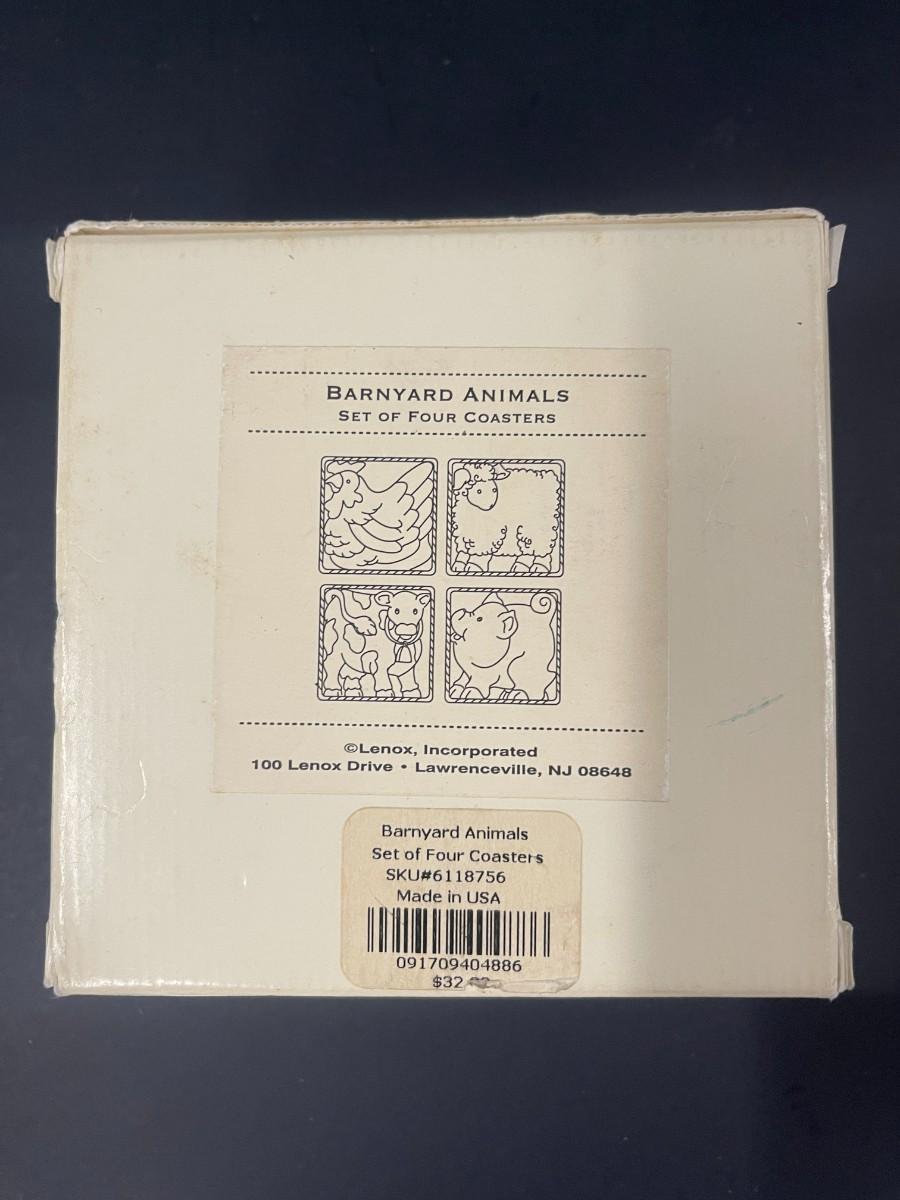 BARNYARD ANIMALS
SET OF FOUR COASTERS
©Lenox, Incorporated
100 Lenox Drive • Lawrenceville, NJ 08648
Barnyard Animals
Set of Four Coasters
SKU#6118756
Made in USA
091709404886
$32